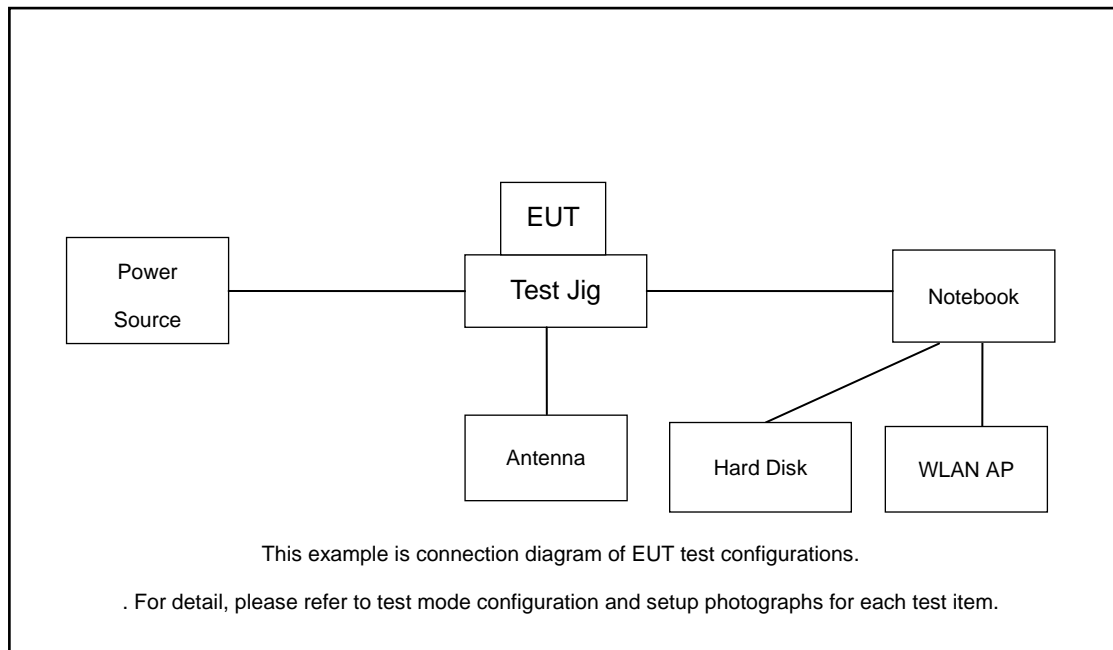 EUT
Power
Source
Test Jig
Notebook
Antenna
Hard Disk
WLAN AP
This example is connection diagram of EUT test configurations.
. For detail, please refer to test mode configuration and setup photographs for each test item.